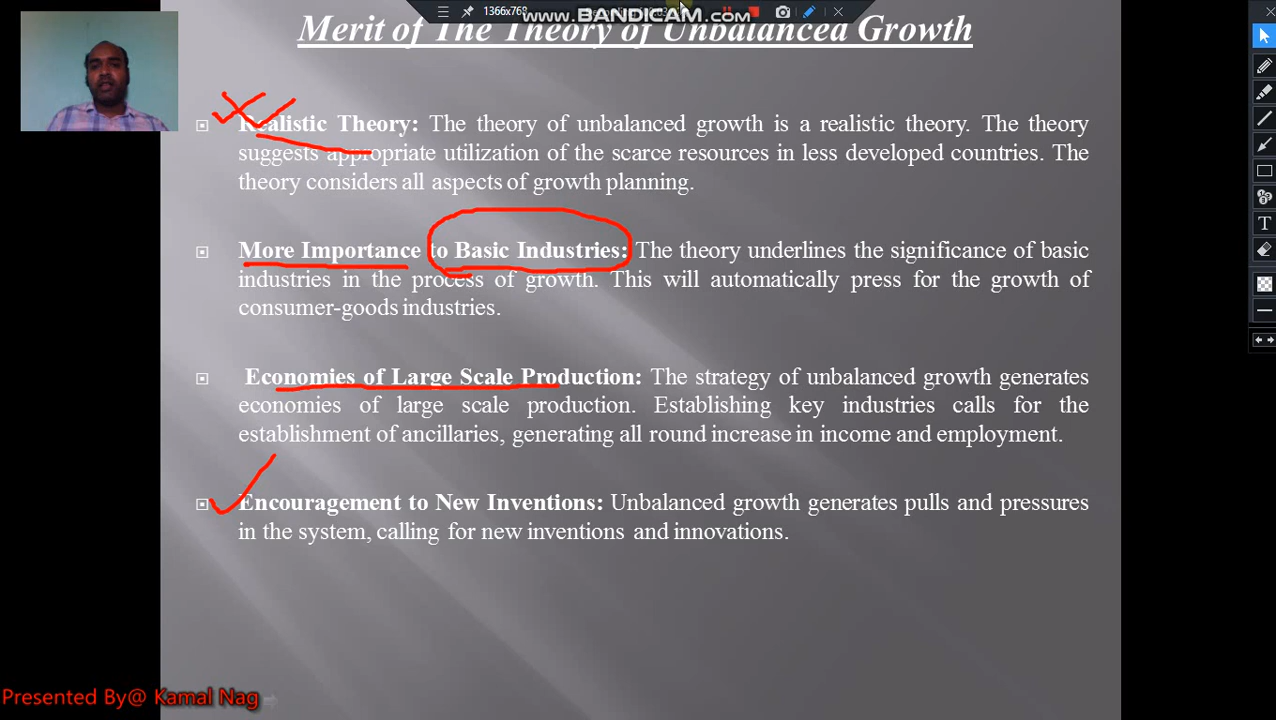 1366x768
www.BANDICAM.com
Merit of The Theory of Unbalanced Growth
Realistic Theory: The theory of unbalanced growth is a realistic theory. The theory
suggests appropriate utilization of the scarce resources in less developed countries. The
theory considers all aspects of growth planning.
More Importance to Basic Industries: The theory underlines the significance of basic
industries in the process of growth. This will automatically press for the growth of
consumer-goods industries.
Economies of Large Scale Production: The strategy of unbalanced growth generates
economies of large scale production. Establishing key industries calls for the
establishment of ancillaries, generating all round increase in income and employment.
Encouragement to New Inventions: Unbalanced growth generates pulls and pressures
in the system, calling for new inventions and innovations.
Presented By@ Kamal Nag
T